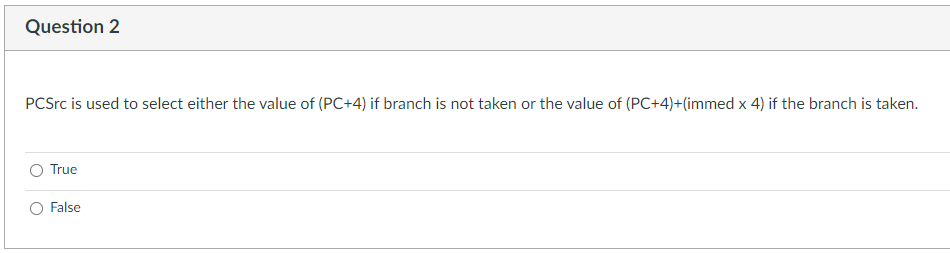 Question 2
PCSrc is used to select either the value of (PC+4) if branch is not taken or the value of (PC+4)+(immed x 4) if the branch is taken.
True
False